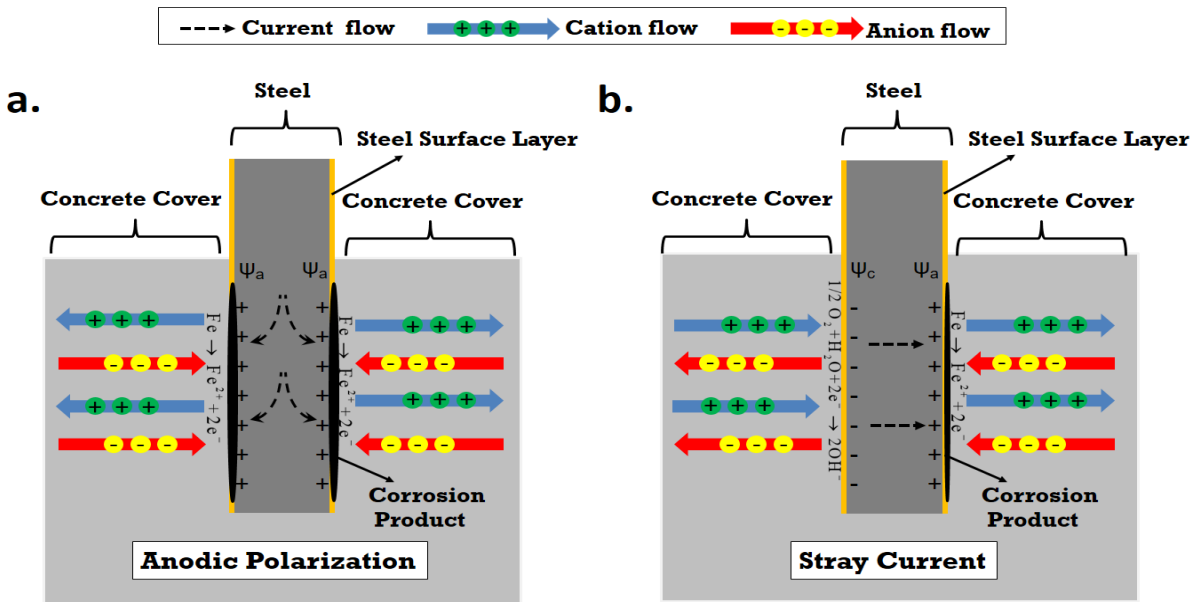 Current flow
Cation flow
Anion flow
a.
Steel
Steel Surface Layer
Concrete Cover
Concrete Cover
Ψa
Ψa
+ + + + + + +
+ + + + + + +
Fe → Fe²⁺ + 2e⁻
Fe → Fe²⁺ + 2e⁻
Corrosion
Product
Anodic Polarization
b.
Steel
Steel Surface Layer
Concrete Cover
Concrete Cover
Ψc
Ψa
- - - - - - -
+ + + + + + +
1/2 O₂ + H₂O + 2e⁻ → 2OH⁻
Fe → Fe²⁺ + 2e⁻
Corrosion
Product
Stray Current